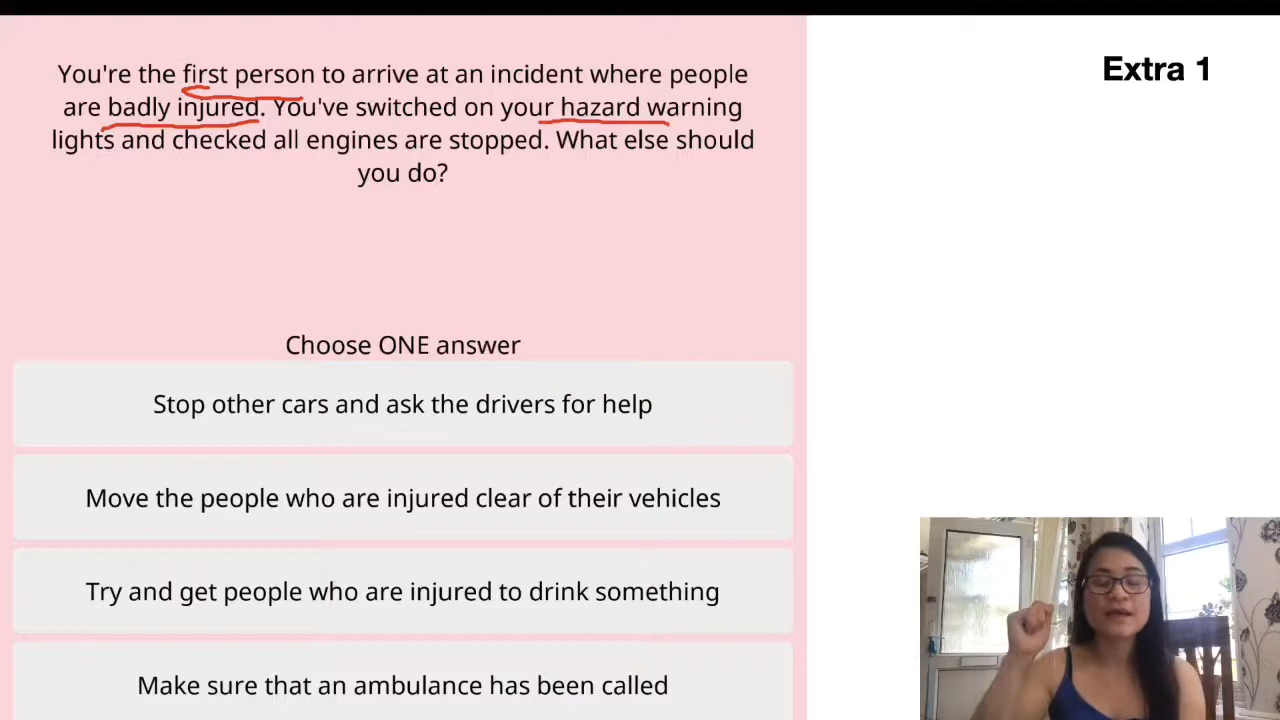 Extra 1
You're the first person to arrive at an incident where people
are badly injured. You've switched on your hazard warning
lights and checked all engines are stopped. What else should
you do?
Choose ONE answer
Stop other cars and ask the drivers for help
Move the people who are injured clear of their vehicles
Try and get people who are injured to drink something
Make sure that an ambulance has been called